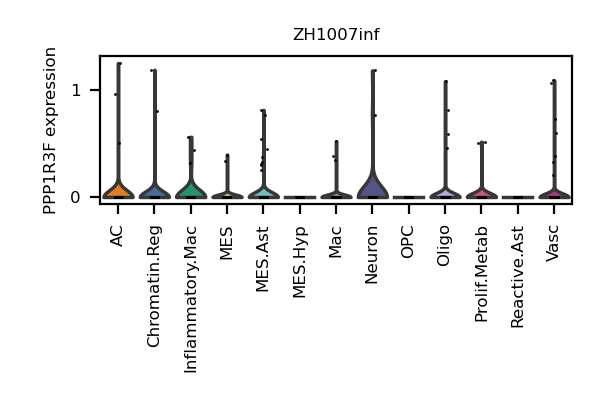 ZH1007inf
PPP1R3F expression
1
0
AC
Chromatin.Reg
Inflammatory.Mac
MES
MES.Ast
MES.Hyp
Mac
Neuron
OPC
Oligo
Prolif.Metab
Reactive.Ast
Vasc